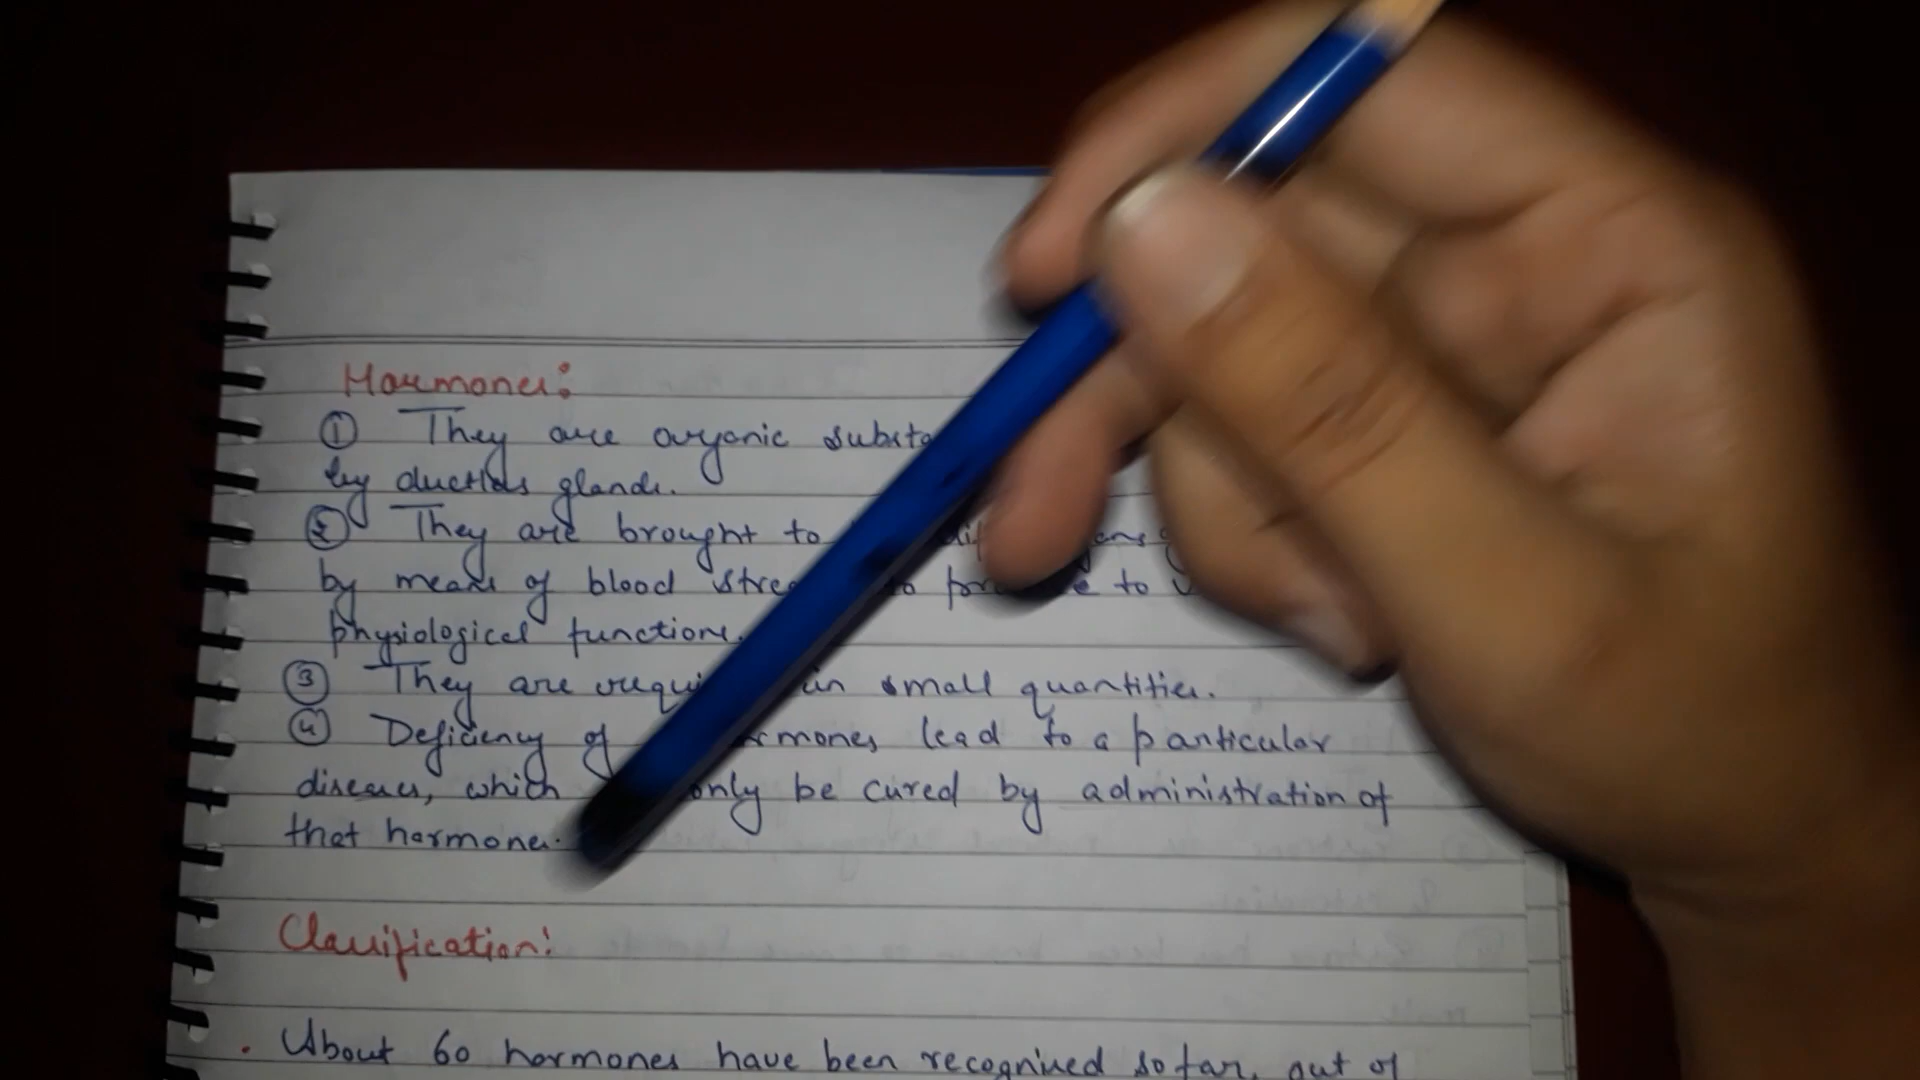 Hormones:
① They are organic
by ductless glands.
② They are brought to
by means of blood to
physiological functions.
③ They are in small quantities.
④ Deficiency of lead to a particular
diseases, which only be cured by administration of
that hormone.
Classification:
. About 60 hormones have been recognised so far, out of